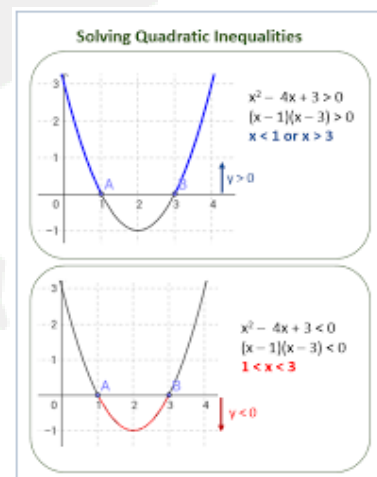 Solving Quadratic Inequalities
3
2
1
0
1
2
3
4
−1
A
B
x² − 4x + 3 > 0
(x − 1)(x − 3) > 0
x < 1 or x > 3
y > 0
3
2
1
0
1
2
3
4
−1
A
B
x² − 4x + 3 < 0
(x − 1)(x − 3) < 0
1 < x < 3
y < 0